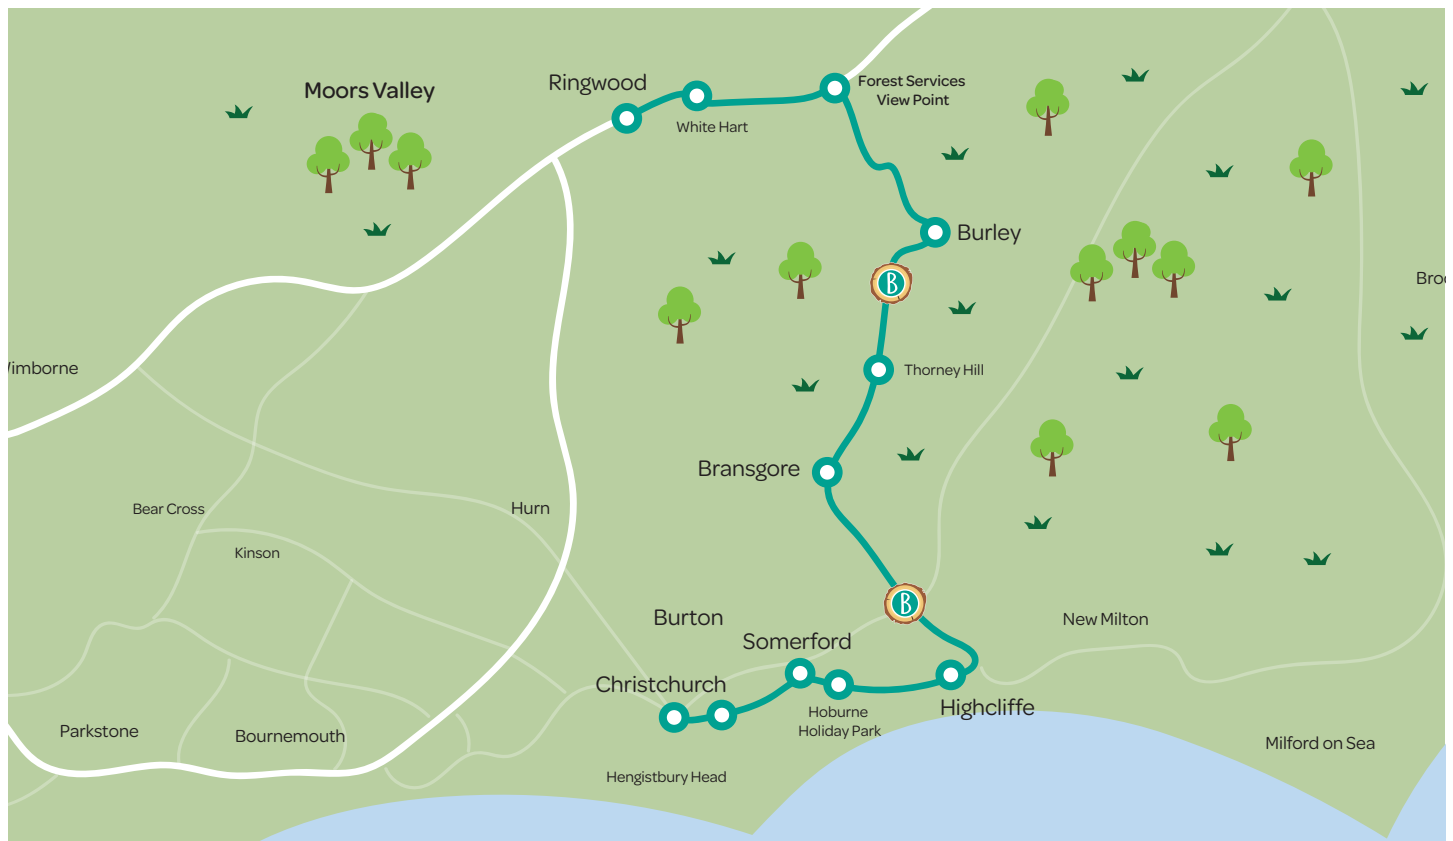 Moors Valley
Ringwood
White Hart
Forest Services
View Point
Burley
B
Thorney Hill
Bransgore
Bear Cross
Kinson
Hurn
B
Burton
Somerford
Christchurch
Hoburne
Holiday Park
Highcliffe
New Milton
Parkstone
Bournemouth
Hengistbury Head
Milford on Sea